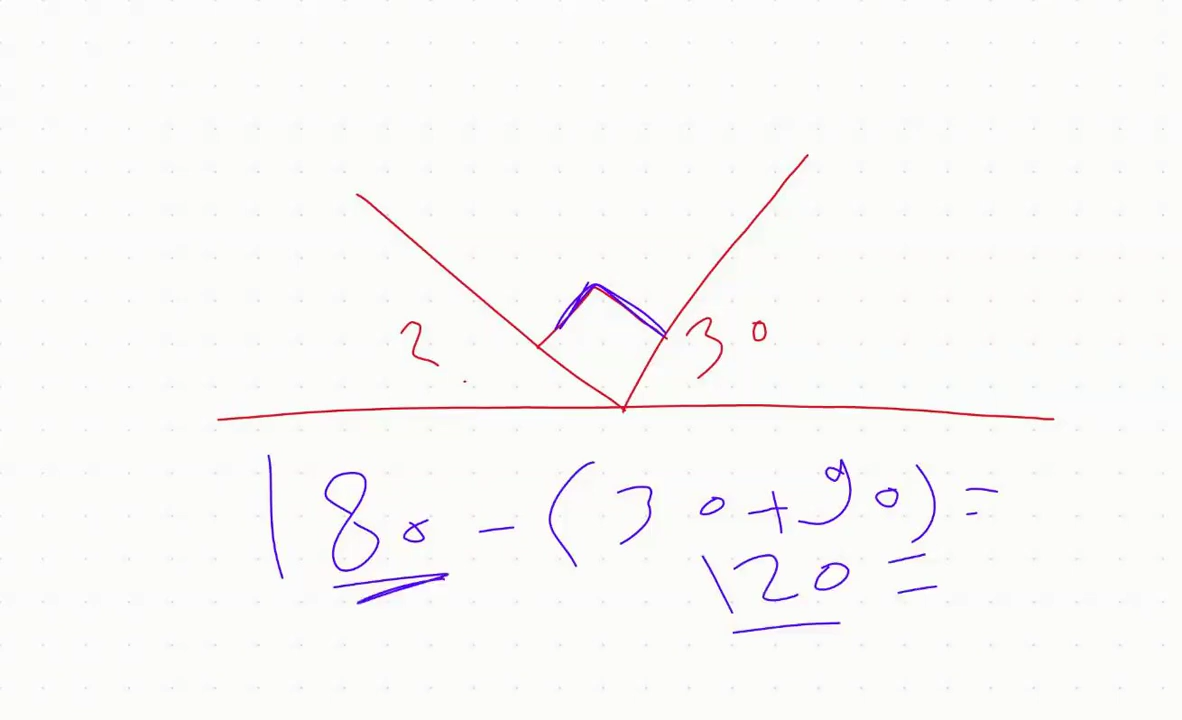 2 30
180 - (30+90) =
120 =